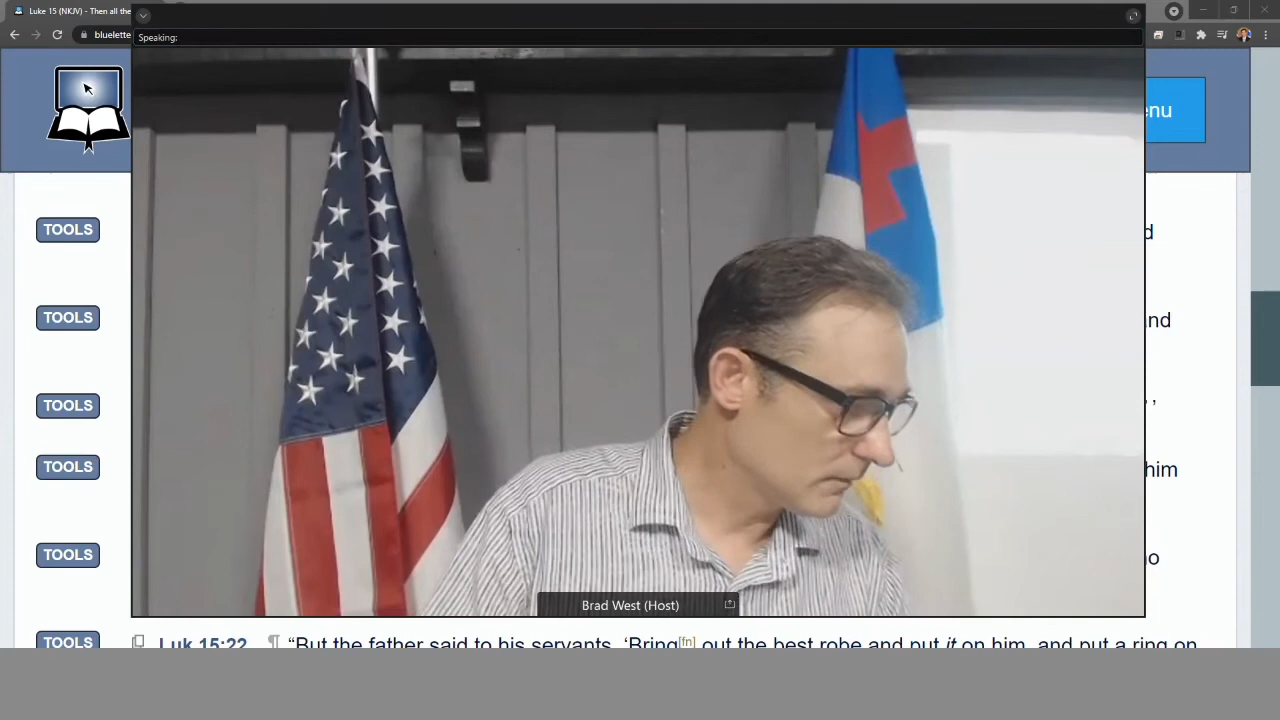 Luke 15 (NKJV) - Then all the
Speaking:
bluelette
enu
TOOLS
d
TOOLS
and
TOOLS
TOOLS
him
TOOLS
Brad West (Host)
TOOLS
Luk 15:22 ¶ “But the father said to his servants, ‘Bring[fn] out the best robe and put it on him, and put a ring on